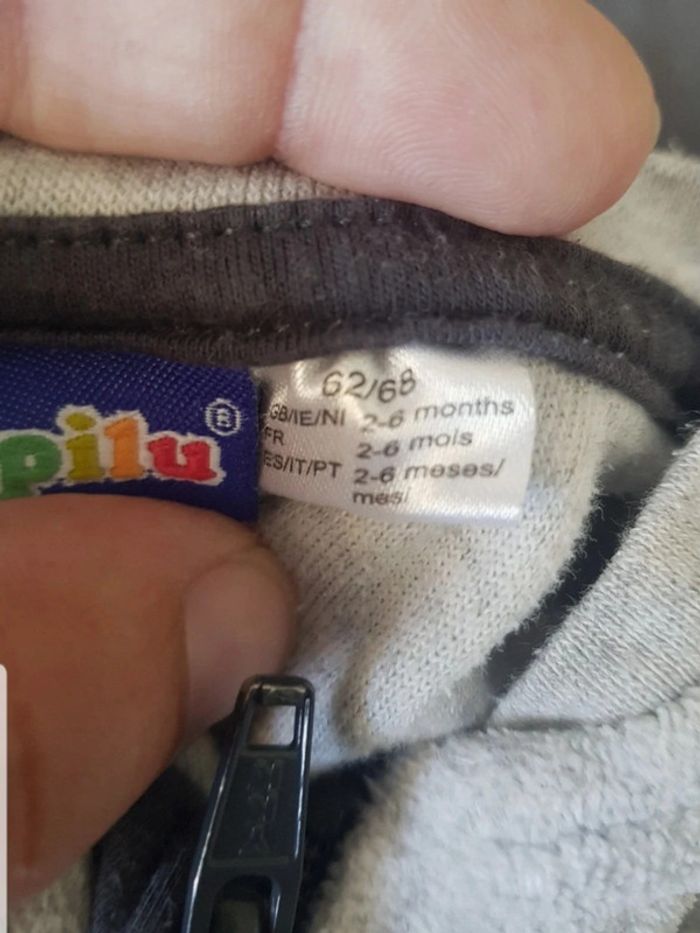 pilu®
62/68
GB/IE/NI 2-6 months
FR 2-6 mois
ES/IT/PT 2-6 meses/
mesi